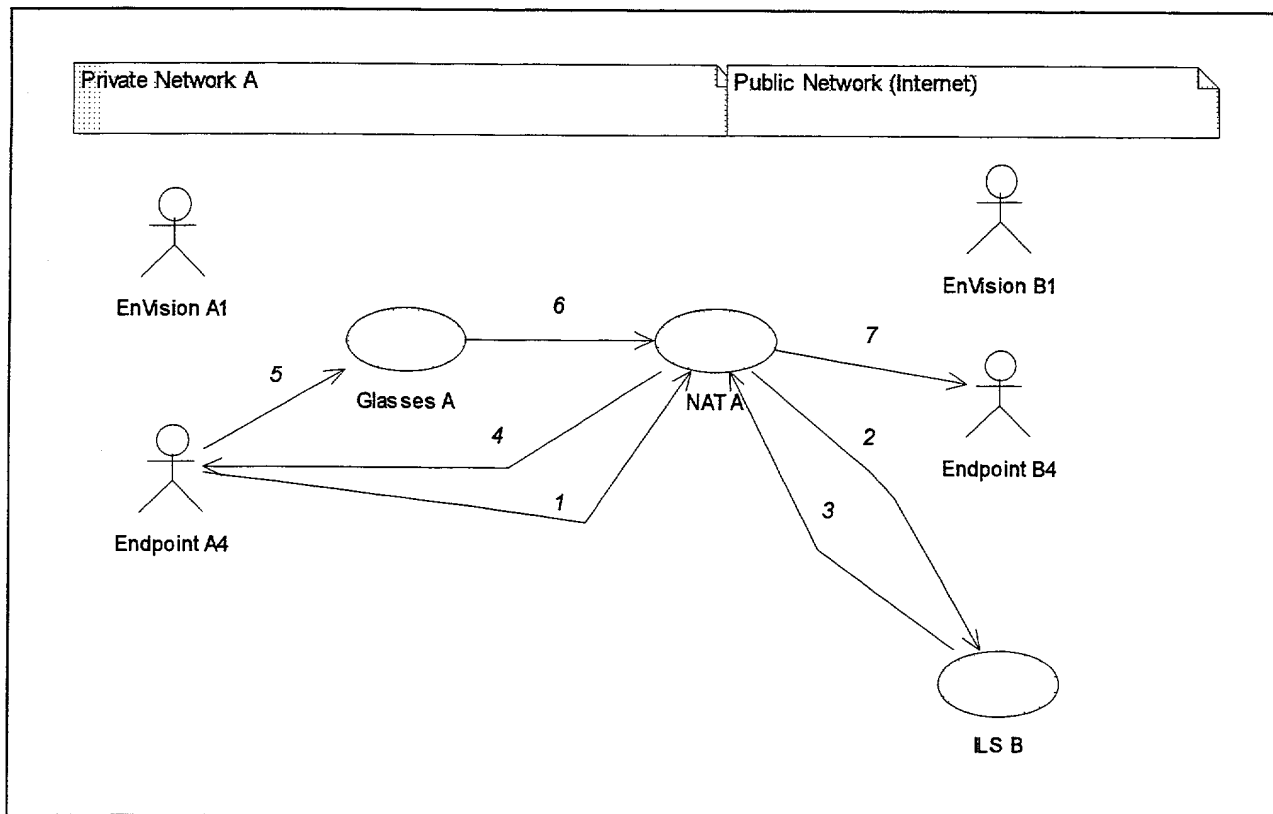 Private Network A
Public Network (Internet)
EnVision A1
EnVision B1
6
7
5
Glasses A
NAT A
4
2
Endpoint B4
1
3
Endpoint A4
ILS B